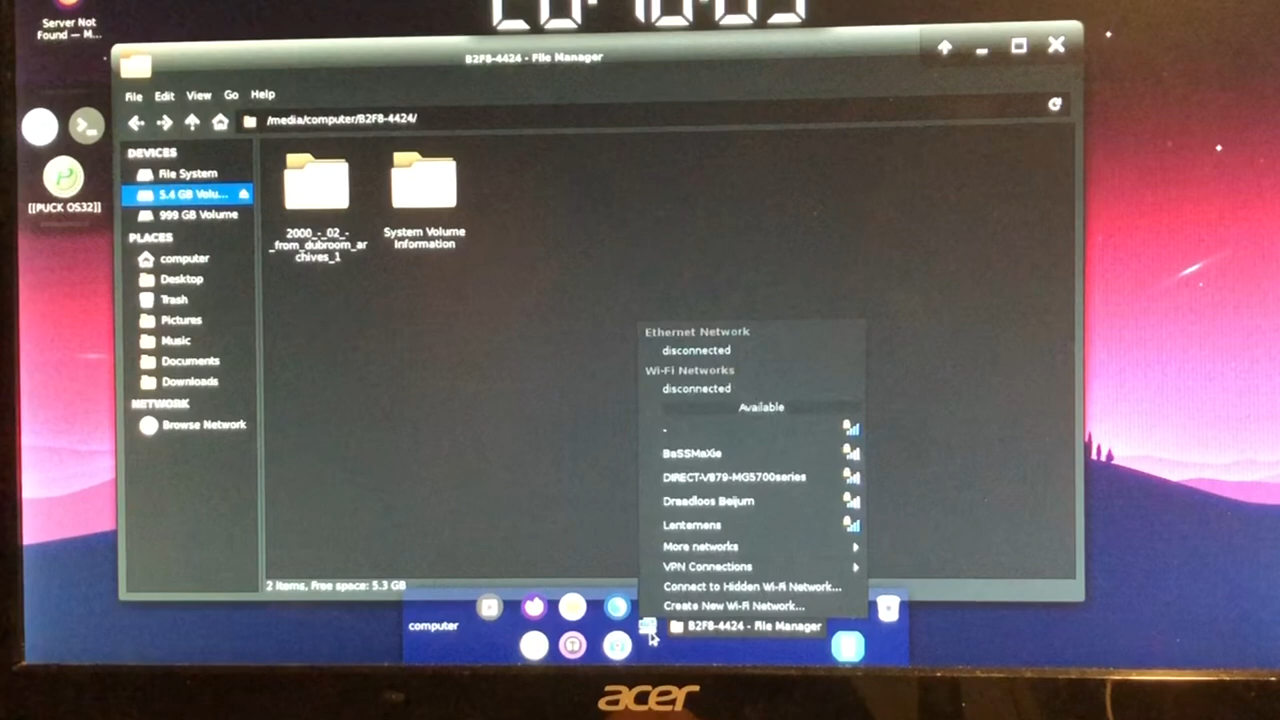 Server Not
Found — M...
B2F8-4424 - File Manager
File Edit View Go Help
/media/computer/B2F8-4424/
DEVICES
File System
5.4 GB Volu...
999 GB Volume
PLACES
computer
Desktop
Trash
Pictures
Music
Documents
Downloads
NETWORK
Browse Network
[[PUCK OS32]]
2000_-_02_-
_from_dubroom_ar
chives_1
System Volume
Information
Ethernet Network
disconnected
Wi-Fi Networks
disconnected
Available
-
BaSSMaXie
DIRECT-V879-MG5700series
Draadloos Beijum
Lentemens
More networks
VPN Connections
Connect to Hidden Wi-Fi Network...
Create New Wi-Fi Network...
2 items, Free space: 5.3 GB
computer
B2F8-4424 - File Manager
acer